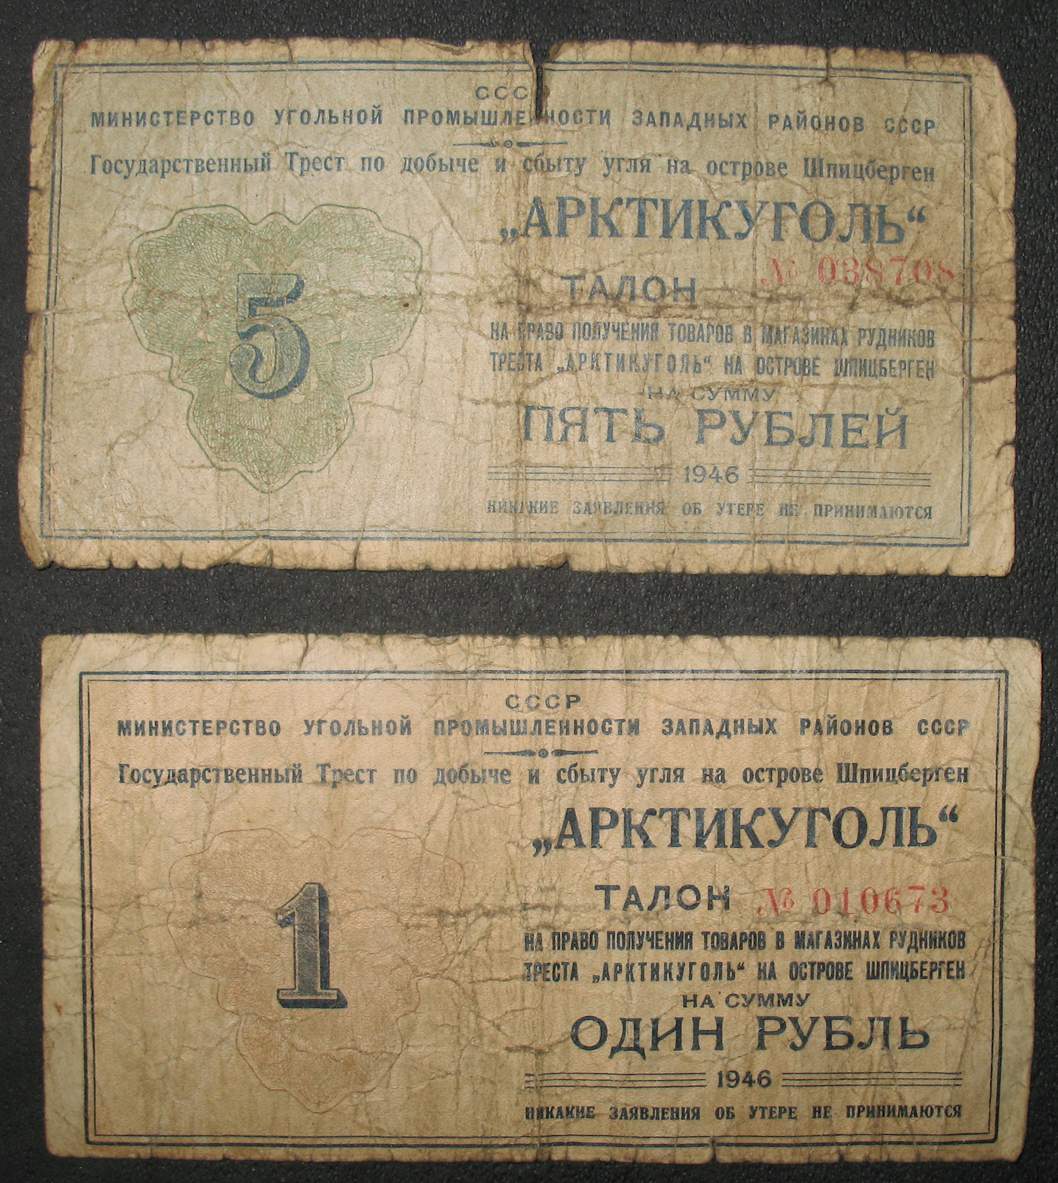 СССР
МИНИСТЕРСТВО УГОЛЬНОЙ ПРОМЫШЛЕННОСТИ ЗАПАДНЫХ РАЙОНОВ СССР
Государственный Трест по добыче и сбыту угля на острове Шпицберген
„АРКТИКУГОЛЬ“
№ 038708
ТАЛОН
5
НА ПРАВО ПОЛУЧЕНИЯ ТОВАРОВ В МАГАЗИНАХ РУДНИКОВ
ТРЕСТА „АРКТИКУГОЛЬ“ НА ОСТРОВЕ ШПИЦБЕРГЕН
НА СУММУ
ПЯТЬ РУБЛЕЙ
1946
НИКАКИЕ ЗАЯВЛЕНИЯ ОБ УТЕРЕ НЕ ПРИНИМАЮТСЯ
СССР
МИНИСТЕРСТВО УГОЛЬНОЙ ПРОМЫШЛЕННОСТИ ЗАПАДНЫХ РАЙОНОВ СССР
Государственный Трест по добыче и сбыту угля на острове Шпицберген
„АРКТИКУГОЛЬ“
ТАЛОН № 010673
1
НА ПРАВО ПОЛУЧЕНИЯ ТОВАРОВ В МАГАЗИНАХ РУДНИКОВ
ТРЕСТА „АРКТИКУГОЛЬ“ НА ОСТРОВЕ ШПИЦБЕРГЕН
НА СУММУ
ОДИН РУБЛЬ
1946
НИКАКИЕ ЗАЯВЛЕНИЯ ОБ УТЕРЕ НЕ ПРИНИМАЮТСЯ